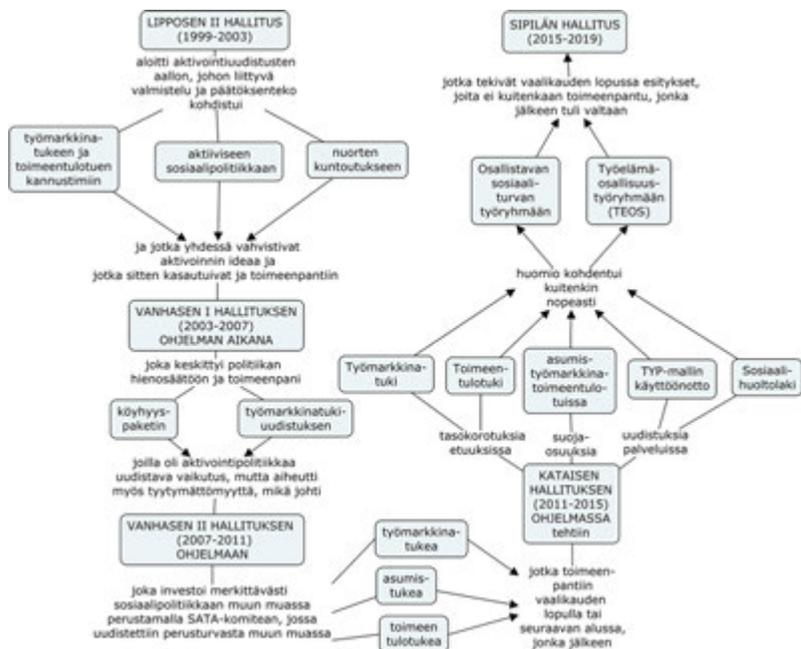 LIPPOSEN II HALLITUS
(1999-2003)
aloitti aktivointiuudistusten
aallon, johon liittyvä
valmistelu ja päätöksenteko
kohdistui
työmarkkina-
tukeen ja
toimeentulotuen
kannustimiin
aktiiviseen
sosiaalipolitiikkaan
nuorten
kuntoutukseen
ja jotka yhdessä vahvistivat
aktivoinnin ideaa ja
jotka sitten kasautuivat ja toimeenpantiin
VANHASEN I HALLITUKSEN
(2003-2007)
OHJELMAN AIKANA
joka keskittyi politiikan
hienosäätöön ja toimeenpani
köyhyys-
paketin
työmarkkinatuki-
uudistuksen
joilla oli aktivointipolitiikkaa
uudistava vaikutus, mutta aiheutti
myös tyytymättömyyttä, mikä johti
VANHASEN II HALLITUKSEN
(2007-2011)
OHJELMAAN
joka investoi merkittävästi
sosiaalipolitiikkaan muun muassa
perustamalla SATA-komitean, jossa
uudistettiin perusturvasta muun muassa
työmarkkina-
tukea
asumis-
tukea
toimeen
tulotukea
jotka toimeen-
pantiin
vaalikauden
lopulla tai
seuraavan alussa,
jonka jälkeen
KATAISEN
HALLITUKSEN
(2011-2015)
OHJELMASSA
tehtiin
tasokorotuksia
etuuksissa
suoja-
osuuksia
uudistuksia
palveluissa
Työmarkkina-
tuki
Toimeen-
tulotuki
asumis-
työmarkkina-
toimeentulo-
tuissa
TYP-mallin
käyttöönotto
Sosiaali-
huoltolaki
huomio kohdentui
kuitenkin
nopeasti
Osallistavan
sosiaali-
turvan
työryhmään
Työelämä-
osallisuus-
työryhmään
(TEOS)
jotka tekivät vaalikauden lopussa esitykset,
joita ei kuitenkaan toimeenpantu, jonka
jälkeen tuli valtaan
SIPILÄN HALLITUS
(2015-2019)